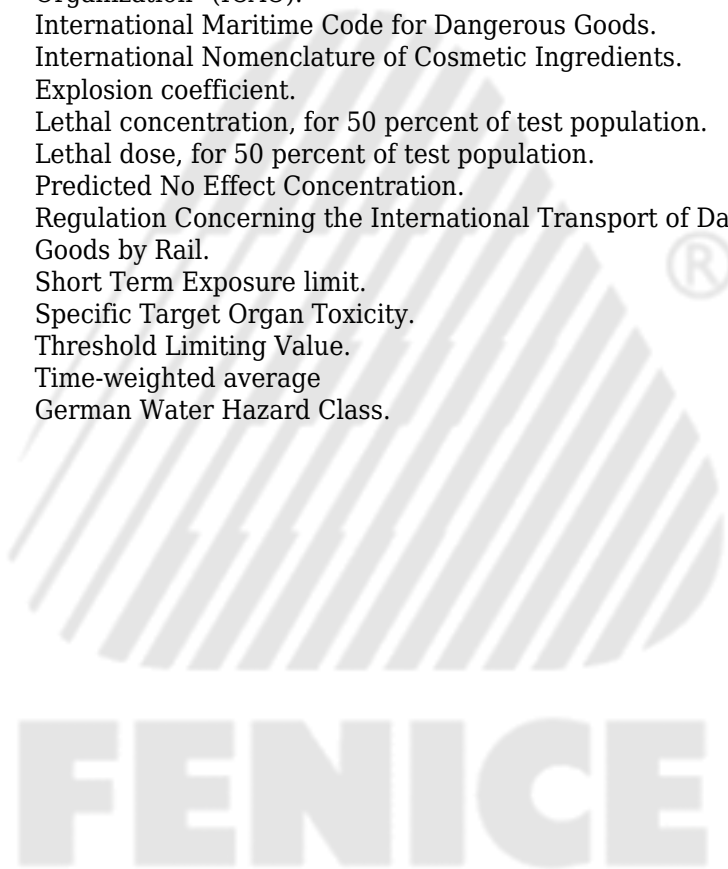 (ICAO).
International Maritime Code for Dangerous Goods.
International Nomenclature of Cosmetic Ingredients.
Explosion coefficient.
Lethal concentration, for 50 percent of test population.
Lethal dose, for 50 percent of test population.
Predicted No Effect Concentration.
Regulation Concerning the International Transport of Da
Goods by Rail.
Short Term Exposure limit.
Specific Target Organ Toxicity.
Threshold Limiting Value.
Time-weighted average
German Water Hazard Class.
®
FENICE